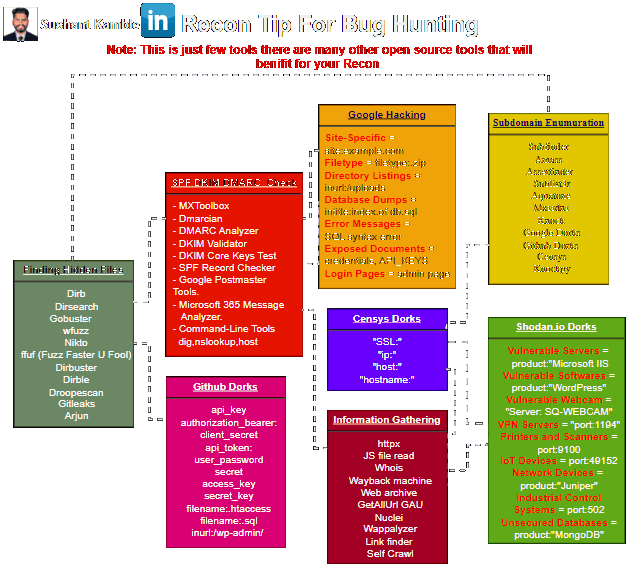 Sushant Kamble
in
Recon Tip For Bug Hunting
Note: This is just few tools there are many other open source tools that will
benifit for your Recon
Finding Hidden Files
Dirb
Dirsearch
Gobuster
wfuzz
Nikto
ffuf (Fuzz Faster U Fool)
Dirbuster
Dirble
Droopescan
Gitleaks
Arjun
SPF DKIM DMARC Check
- MXToolbox
- Dmarcian
- DMARC Analyzer
- DKIM Validator
- DKIM Core Keys Test
- SPF Record Checker
- Google Postmaster
Tools.
- Microsoft 365 Message
Analyzer.
- Command-Line Tools
dig,nslookup,host
Github Dorks
api_key
authorization_bearer:
client_secret
api_token:
user_password
secret
access_key
secret_key
filename:.htaccess
filename:.sql
inurl:/wp-admin/
Google Hacking
Site-Specific =
site:example.com
Filetype = filetype:.zip
Directory Listings =
inurl:uploads
Database Dumps =
intitle:index of db.sql
Error Messages =
SQL syntax error
Exposed Documents =
credentials, API_KEYS
Login Pages = admin page
Censys Dorks
"SSL:"
"ip:"
"host:"
"hostname:"
Information Gathering
httpx
JS file read
Whois
Wayback machine
Web archive
GetAllUrl GAU
Nuclei
Wappalyzer
Link finder
Self Crawl
Subdomain Enumuration
Subfinder
Amass
Assetfinder
Sublist3r
Aquatone
Knock
Google Dorks
Github Dorks
Censys
Shodan.io Dorks
Vulnerable Servers =
product:"Microsoft IIS
Vulnerable Softwares =
product:"WordPress"
Vulnerable Webcam =
"Server: SQ-WEBCAM"
VPN Servers = "port:1194"
Printers and Scanners =
port:9100
IoT Devices = port:49152
Network Devices =
product:"Juniper"
Industrial Control
Systems = port:502
Unsecured Databases =
product:"MongoDB"